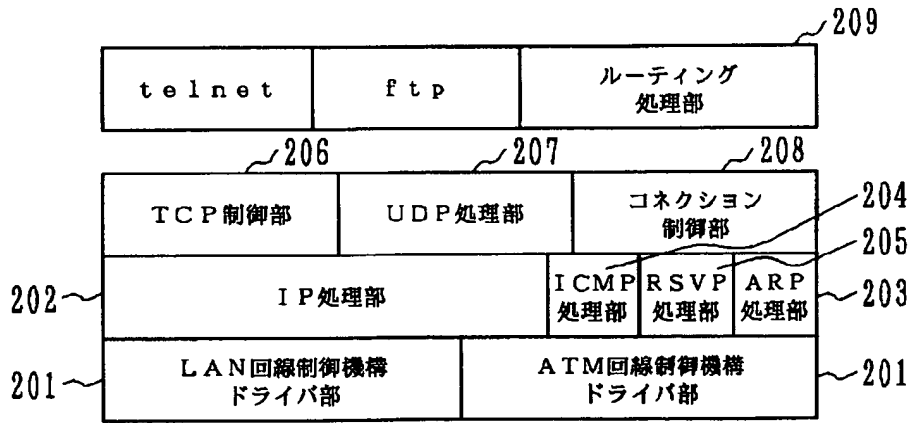 209
telnet
ftp
ルーティング
処理部
206
207
208
TCP制御部
UDP処理部
コネクション
制御部
204
205
202
IP処理部
ICMP
処理部
RSVP
処理部
ARP
処理部
203
201
LAN回線制御機構
ドライバ部
ATM回線制御機構
ドライバ部
201